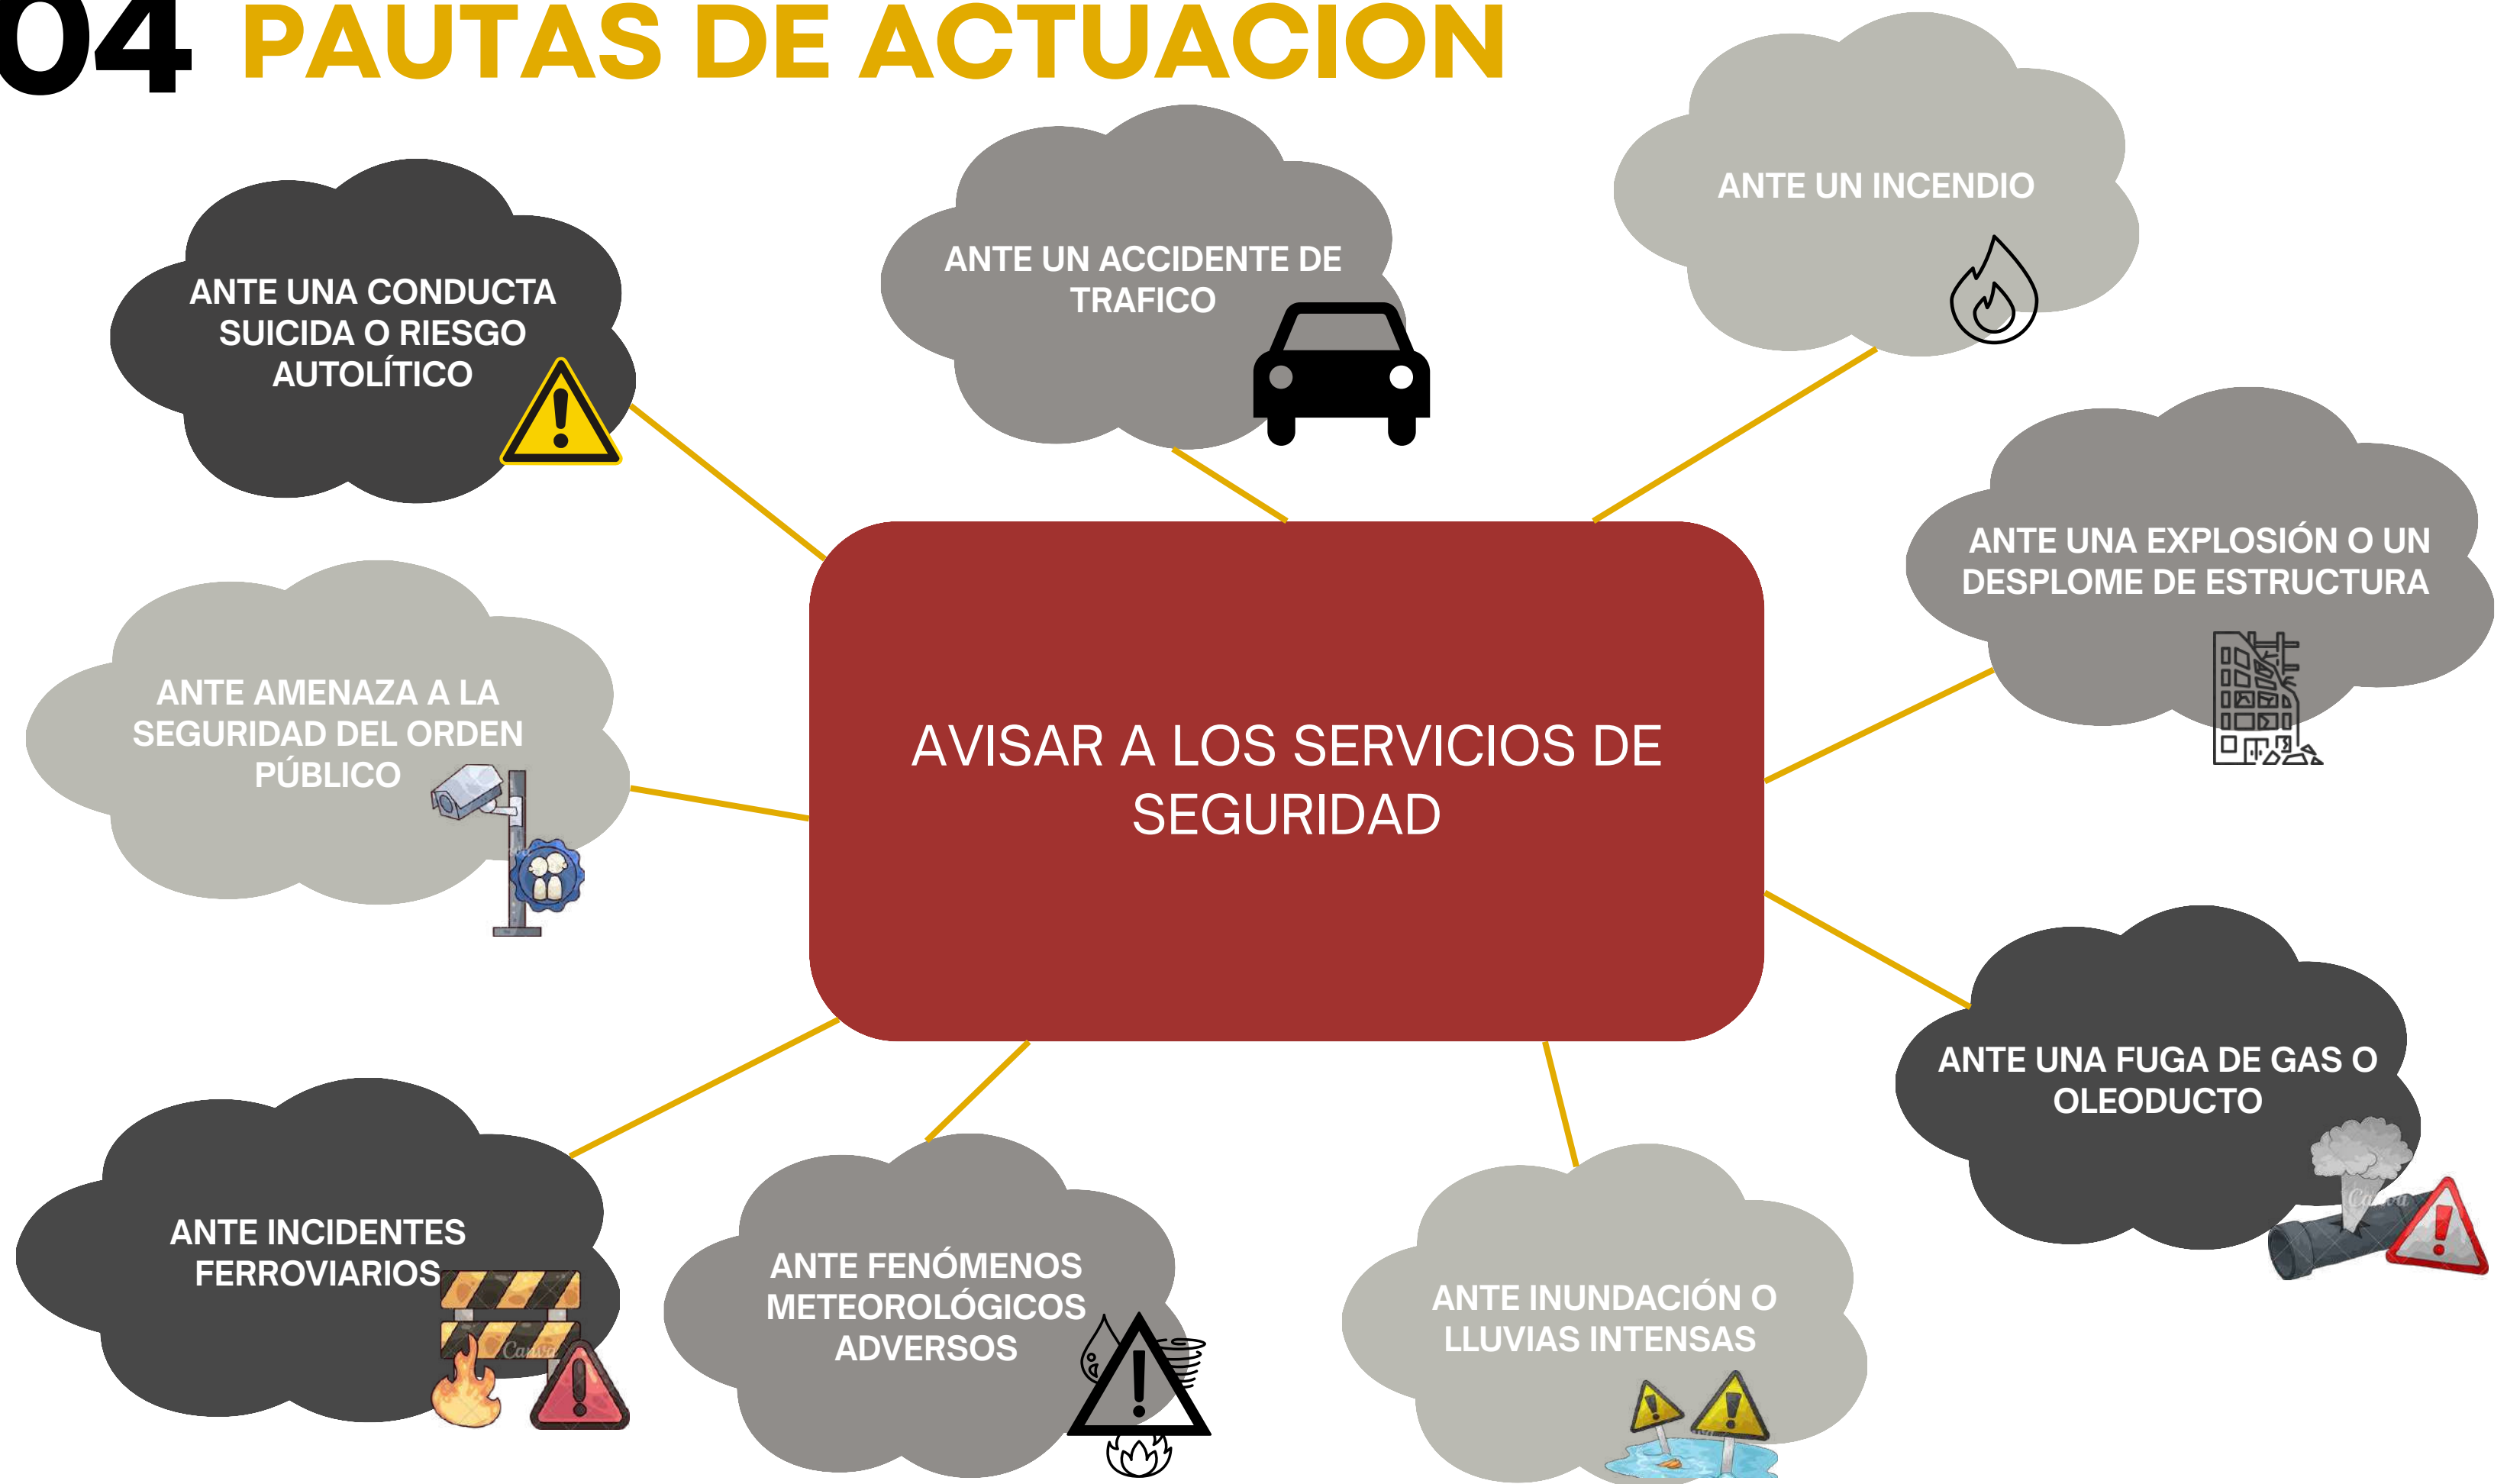 04 PAUTAS DE ACTUACION
ANTE UNA CONDUCTA
SUICIDA O RIESGO
AUTOLÍTICO
ANTE UN ACCIDENTE DE
TRAFICO
ANTE UN INCENDIO
ANTE UNA EXPLOSIÓN O UN
DESPLOME DE ESTRUCTURA
ANTE AMENAZA A LA
SEGURIDAD DEL ORDEN
PÚBLICO
AVISAR A LOS SERVICIOS DE
SEGURIDAD
ANTE UNA FUGA DE GAS O
OLEODUCTO
Canva
ANTE INCIDENTES
FERROVIARIOS
Canva
ANTE FENÓMENOS
METEOROLÓGICOS
ADVERSOS
ANTE INUNDACIÓN O
LLUVIAS INTENSAS